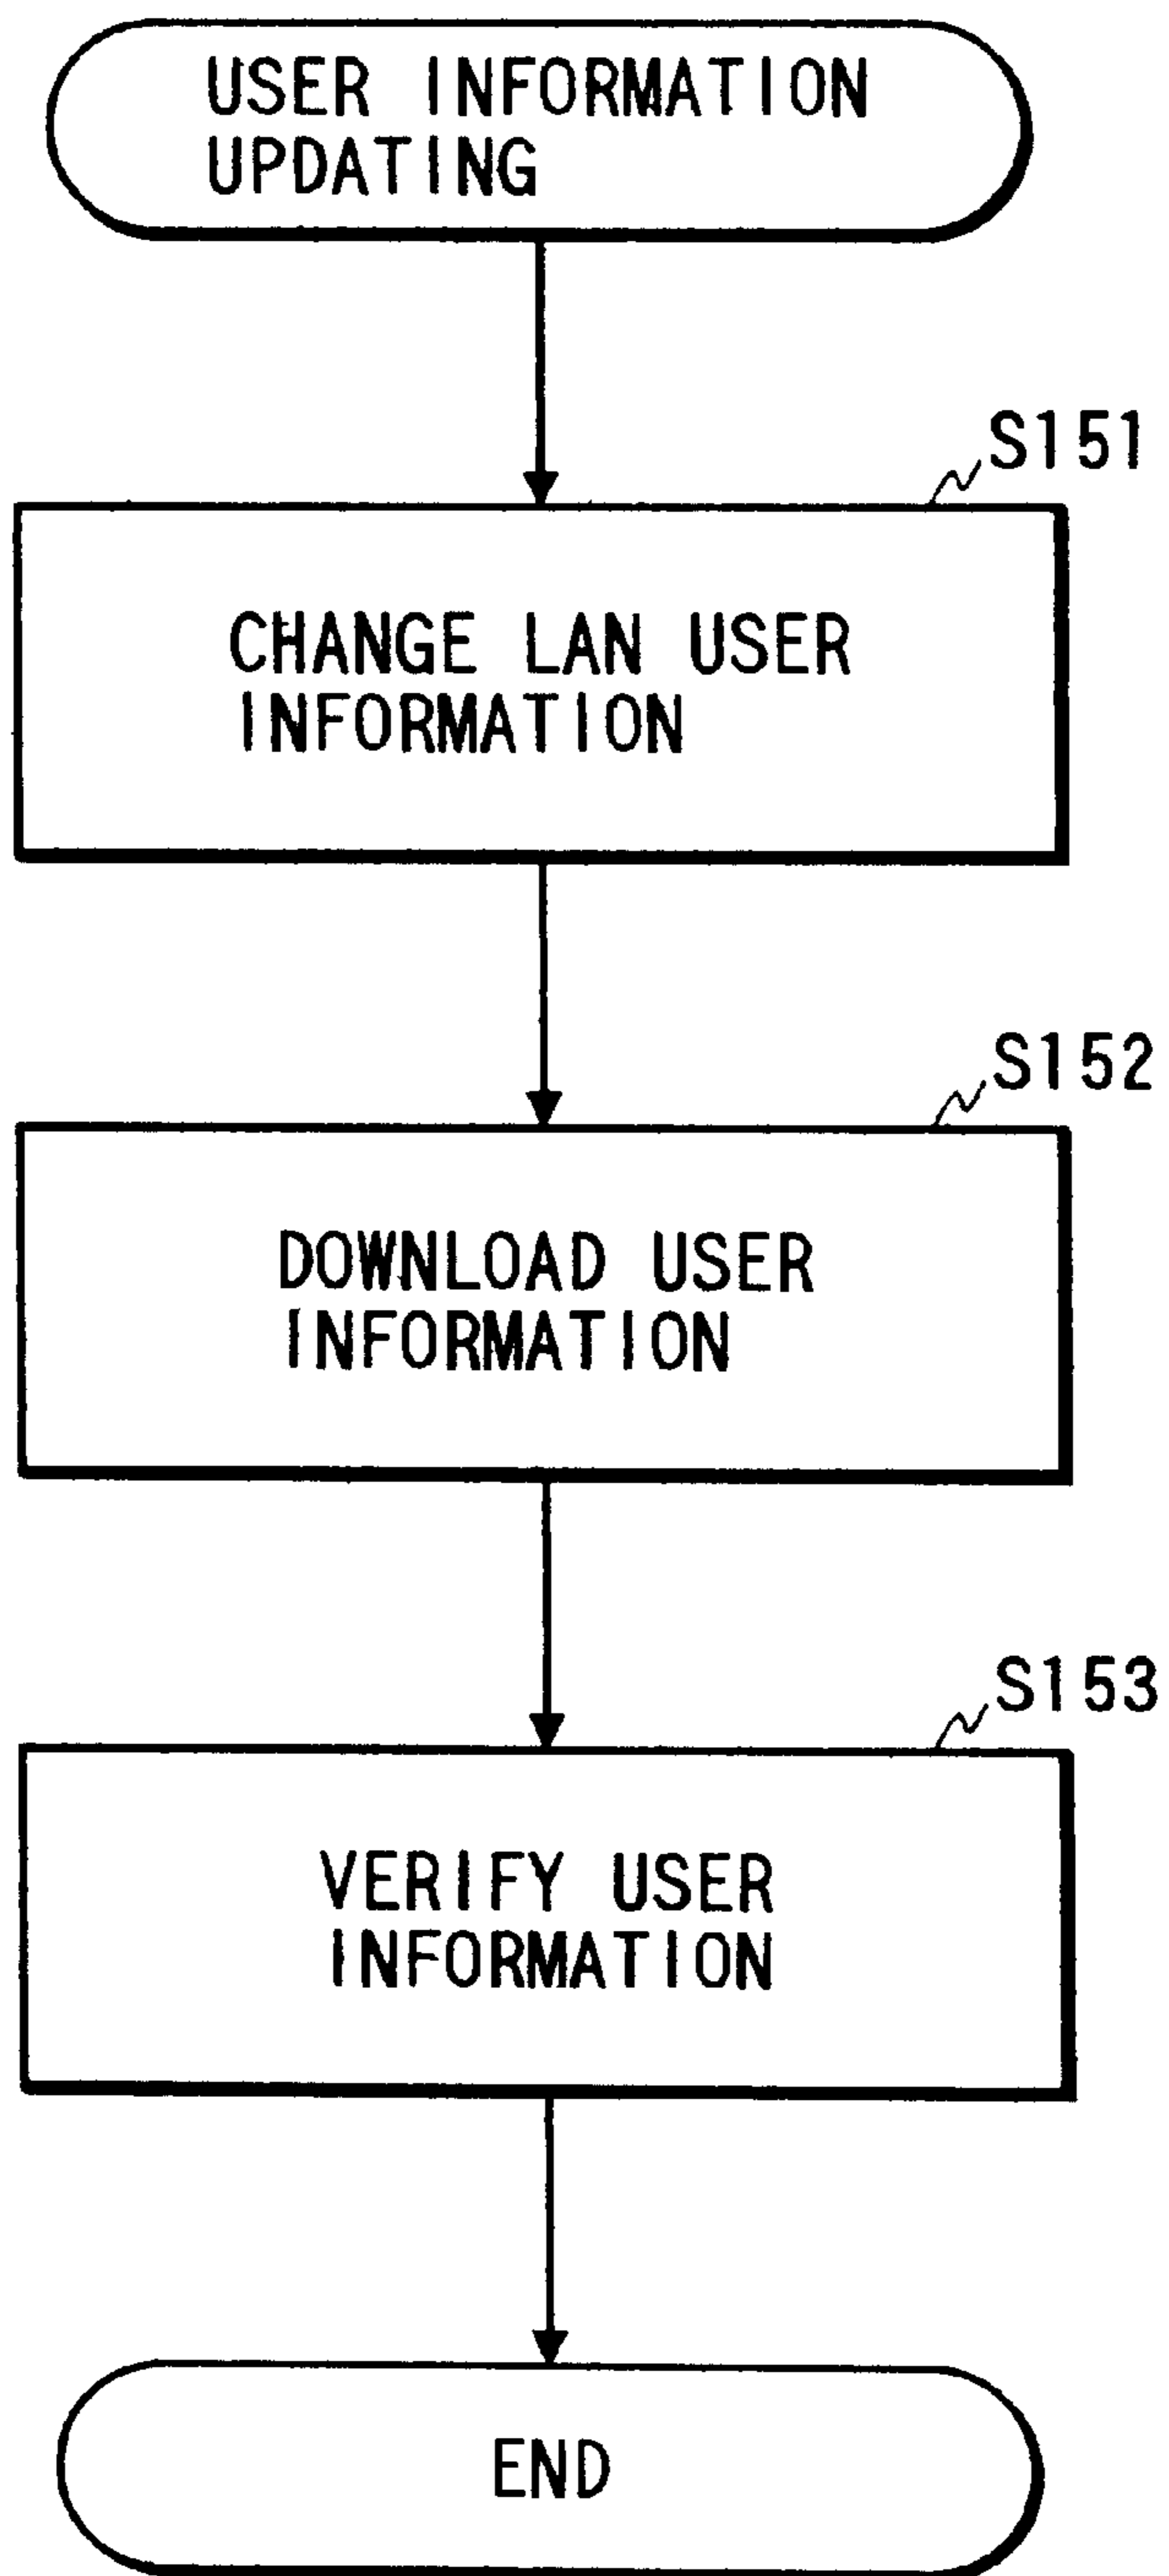 USER INFORMATION
UPDATING
S151
CHANGE LAN USER
INFORMATION
S152
DOWNLOAD USER
INFORMATION
S153
VERIFY USER
INFORMATION
END